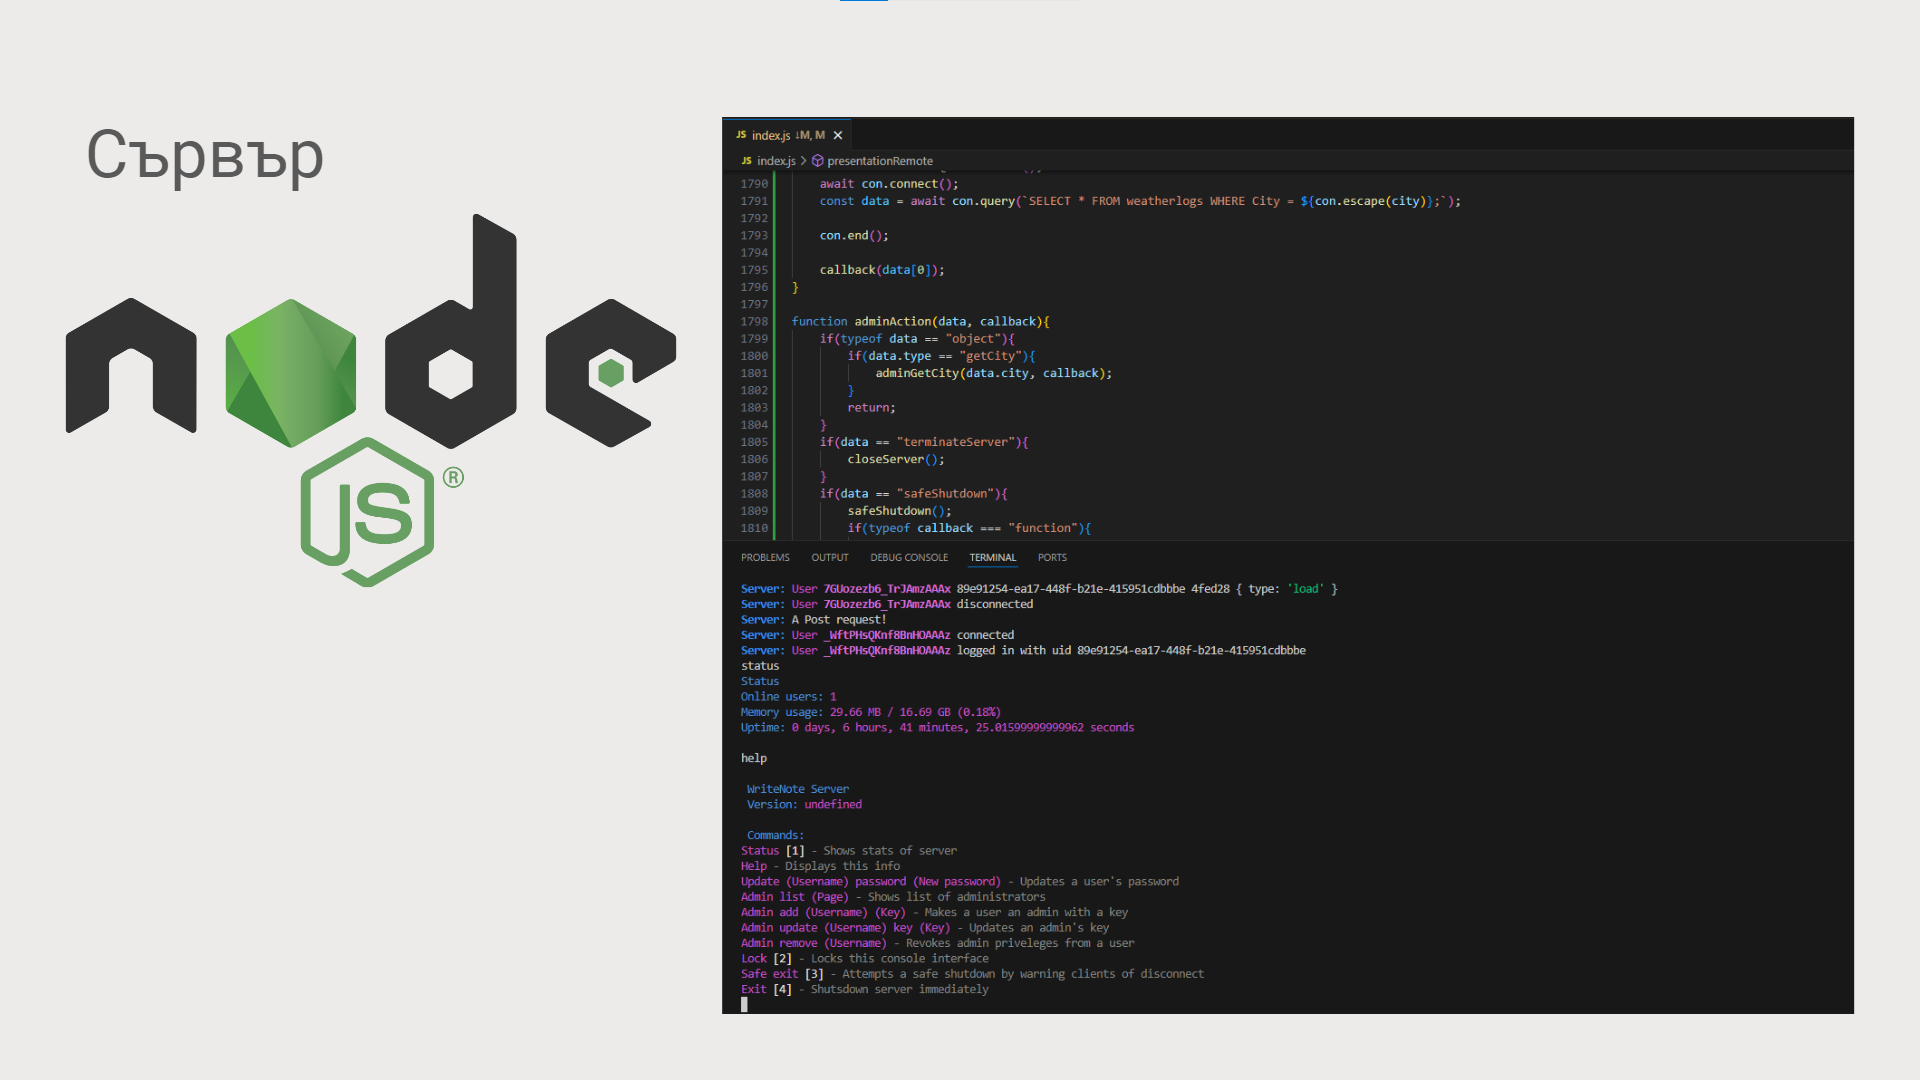 Сървър
node
JS ®
JS index.js ↓M, M ×
JS index.js > presentationRemote
1790 await con.connect();
1791 const data = await con.query(`SELECT * FROM weatherlogs WHERE City = ${con.escape(city)};`);
1792
1793 con.end();
1794
1795 callback(data[0]);
1796 }
1797
1798 function adminAction(data, callback){
1799 if(typeof data == "object"){
1800 if(data.type == "getCity"){
1801 adminGetCity(data.city, callback);
1802 }
1803 return;
1804 }
1805 if(data == "terminateServer"){
1806 closeServer();
1807 }
1808 if(data == "safeShutdown"){
1809 safeShutdown();
1810 if(typeof callback === "function"){
PROBLEMS OUTPUT DEBUG CONSOLE TERMINAL PORTS
Server: User 7GUozezb6_TrJAmzAAAx 89e91254-ea17-448f-b21e-415951cdbbbe 4fed28 { type: 'load' }
Server: User 7GUozezb6_TrJAmzAAAx disconnected
Server: A Post request!
Server: User _WftPHsQKnf8BnHOAAAz connected
Server: User _WftPHsQKnf8BnHOAAAz logged in with uid 89e91254-ea17-448f-b21e-415951cdbbbe
status
Status
Online users: 1
Memory usage: 29.66 MB / 16.69 GB (0.18%)
Uptime: 0 days, 6 hours, 41 minutes, 25.01599999999962 seconds
help
WriteNote Server
Version: undefined
Commands:
Status [1] - Shows stats of server
Help - Displays this info
Update (Username) password (New password) - Updates a user's password
Admin list (Page) - Shows list of administrators
Admin add (Username) (Key) - Makes a user an admin with a key
Admin update (Username) key (Key) - Updates an admin's key
Admin remove (Username) - Revokes admin priveleges from a user
Lock [2] - Locks this console interface
Safe exit [3] - Attempts a safe shutdown by warning clients of disconnect
Exit [4] - Shutsdown server immediately